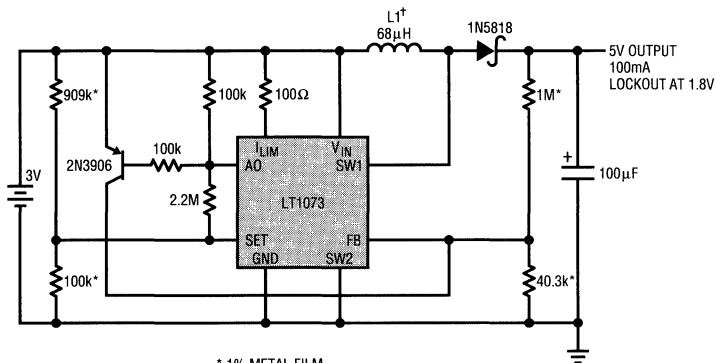 L1†
68μH
1N5818
5V OUTPUT
100mA
LOCKOUT AT 1.8V
909k*
100k
100Ω
1M*
2N3906
100k
ILIM
VIN
AO
SW1
3V
2.2M
LT1073
+
100μF
SET
FB
GND
SW2
100k*
40.3k*
* 1% METAL FILM